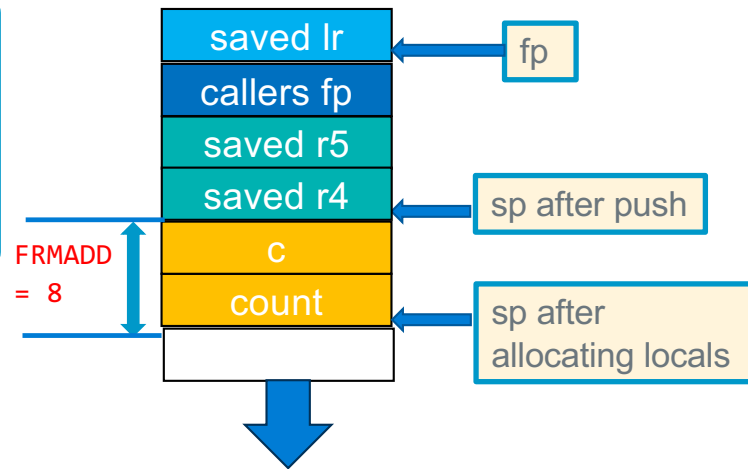 saved lr
fp
callers fp
saved r5
saved r4
sp after push
FRMADD
= 8
c
count
sp after
allocating locals